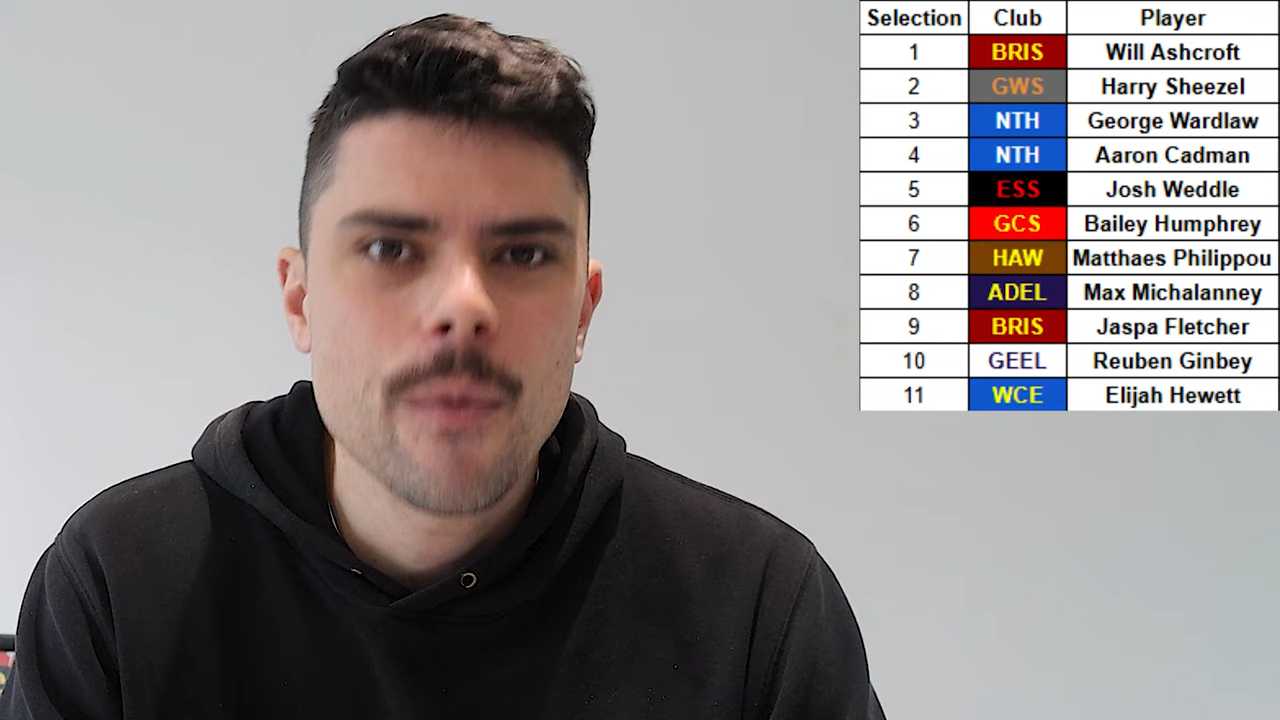 Selection Club Player
1 BRIS Will Ashcroft
2 GWS Harry Sheezel
3 NTH George Wardlaw
4 NTH Aaron Cadman
5 ESS Josh Weddle
6 GCS Bailey Humphrey
7 HAW Matthaes Philippou
8 ADEL Max Michalanney
9 BRIS Jaspa Fletcher
10 GEEL Reuben Ginbey
11 WCE Elijah Hewett